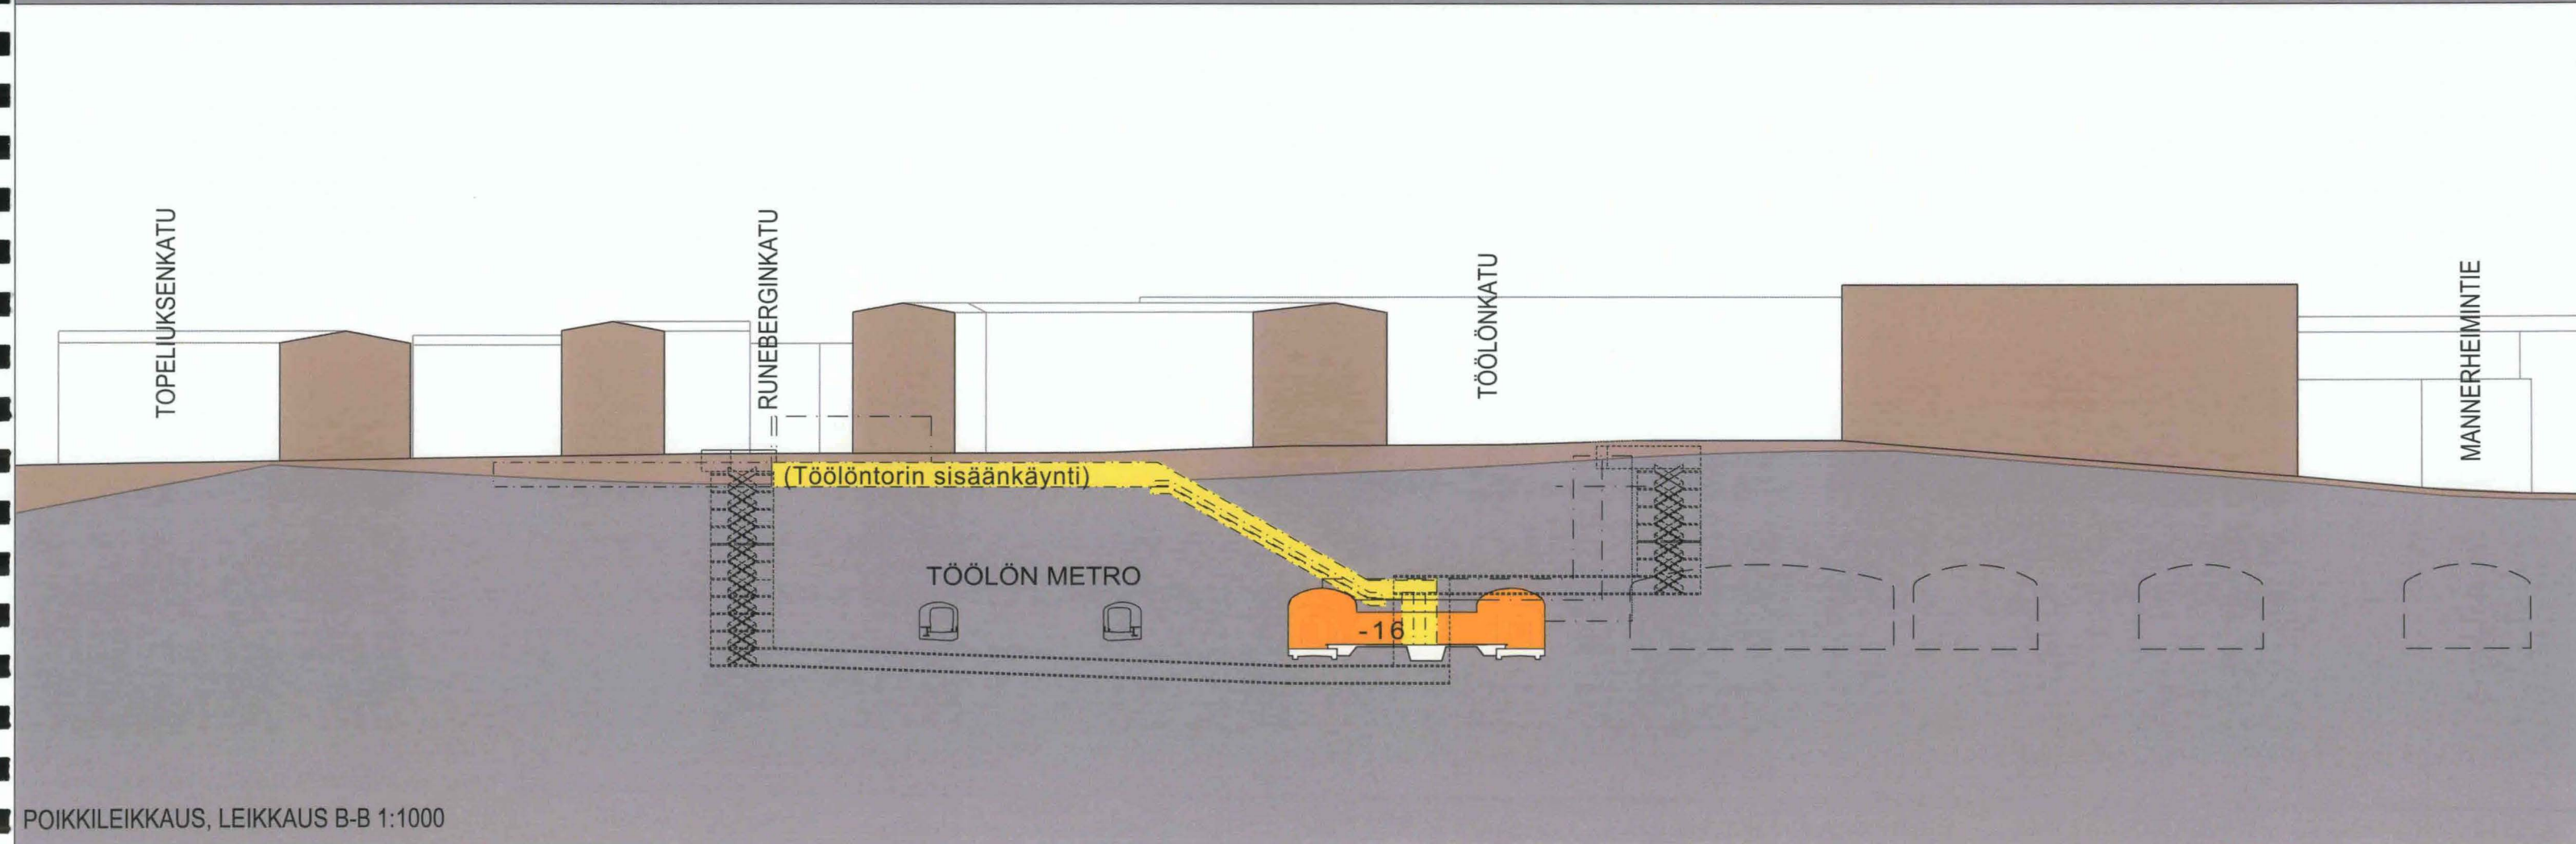 TOPELIUKSENKATU
RUNEBERGINKATU
TÖÖLÖNKATU
MANNERHEIMINTIE
(Töölöntorin sisäänkäynti)
TÖÖLÖN METRO
-16
POIKKILEIKKAUS, LEIKKAUS B-B 1:1000